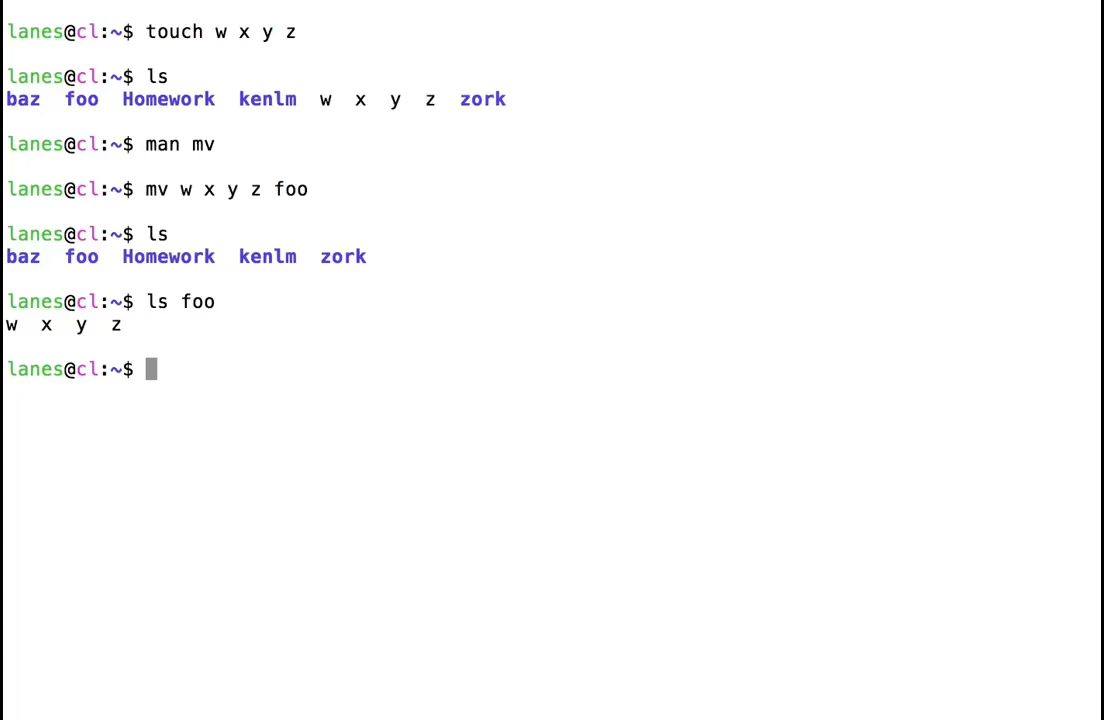 lanes@cl:~$ touch w x y z
lanes@cl:~$ ls
baz  foo  Homework  kenlm  w  x  y  z  zork
lanes@cl:~$ man mv
lanes@cl:~$ mv w x y z foo
lanes@cl:~$ ls
baz  foo  Homework  kenlm  zork
lanes@cl:~$ ls foo
w  x  y  z
lanes@cl:~$